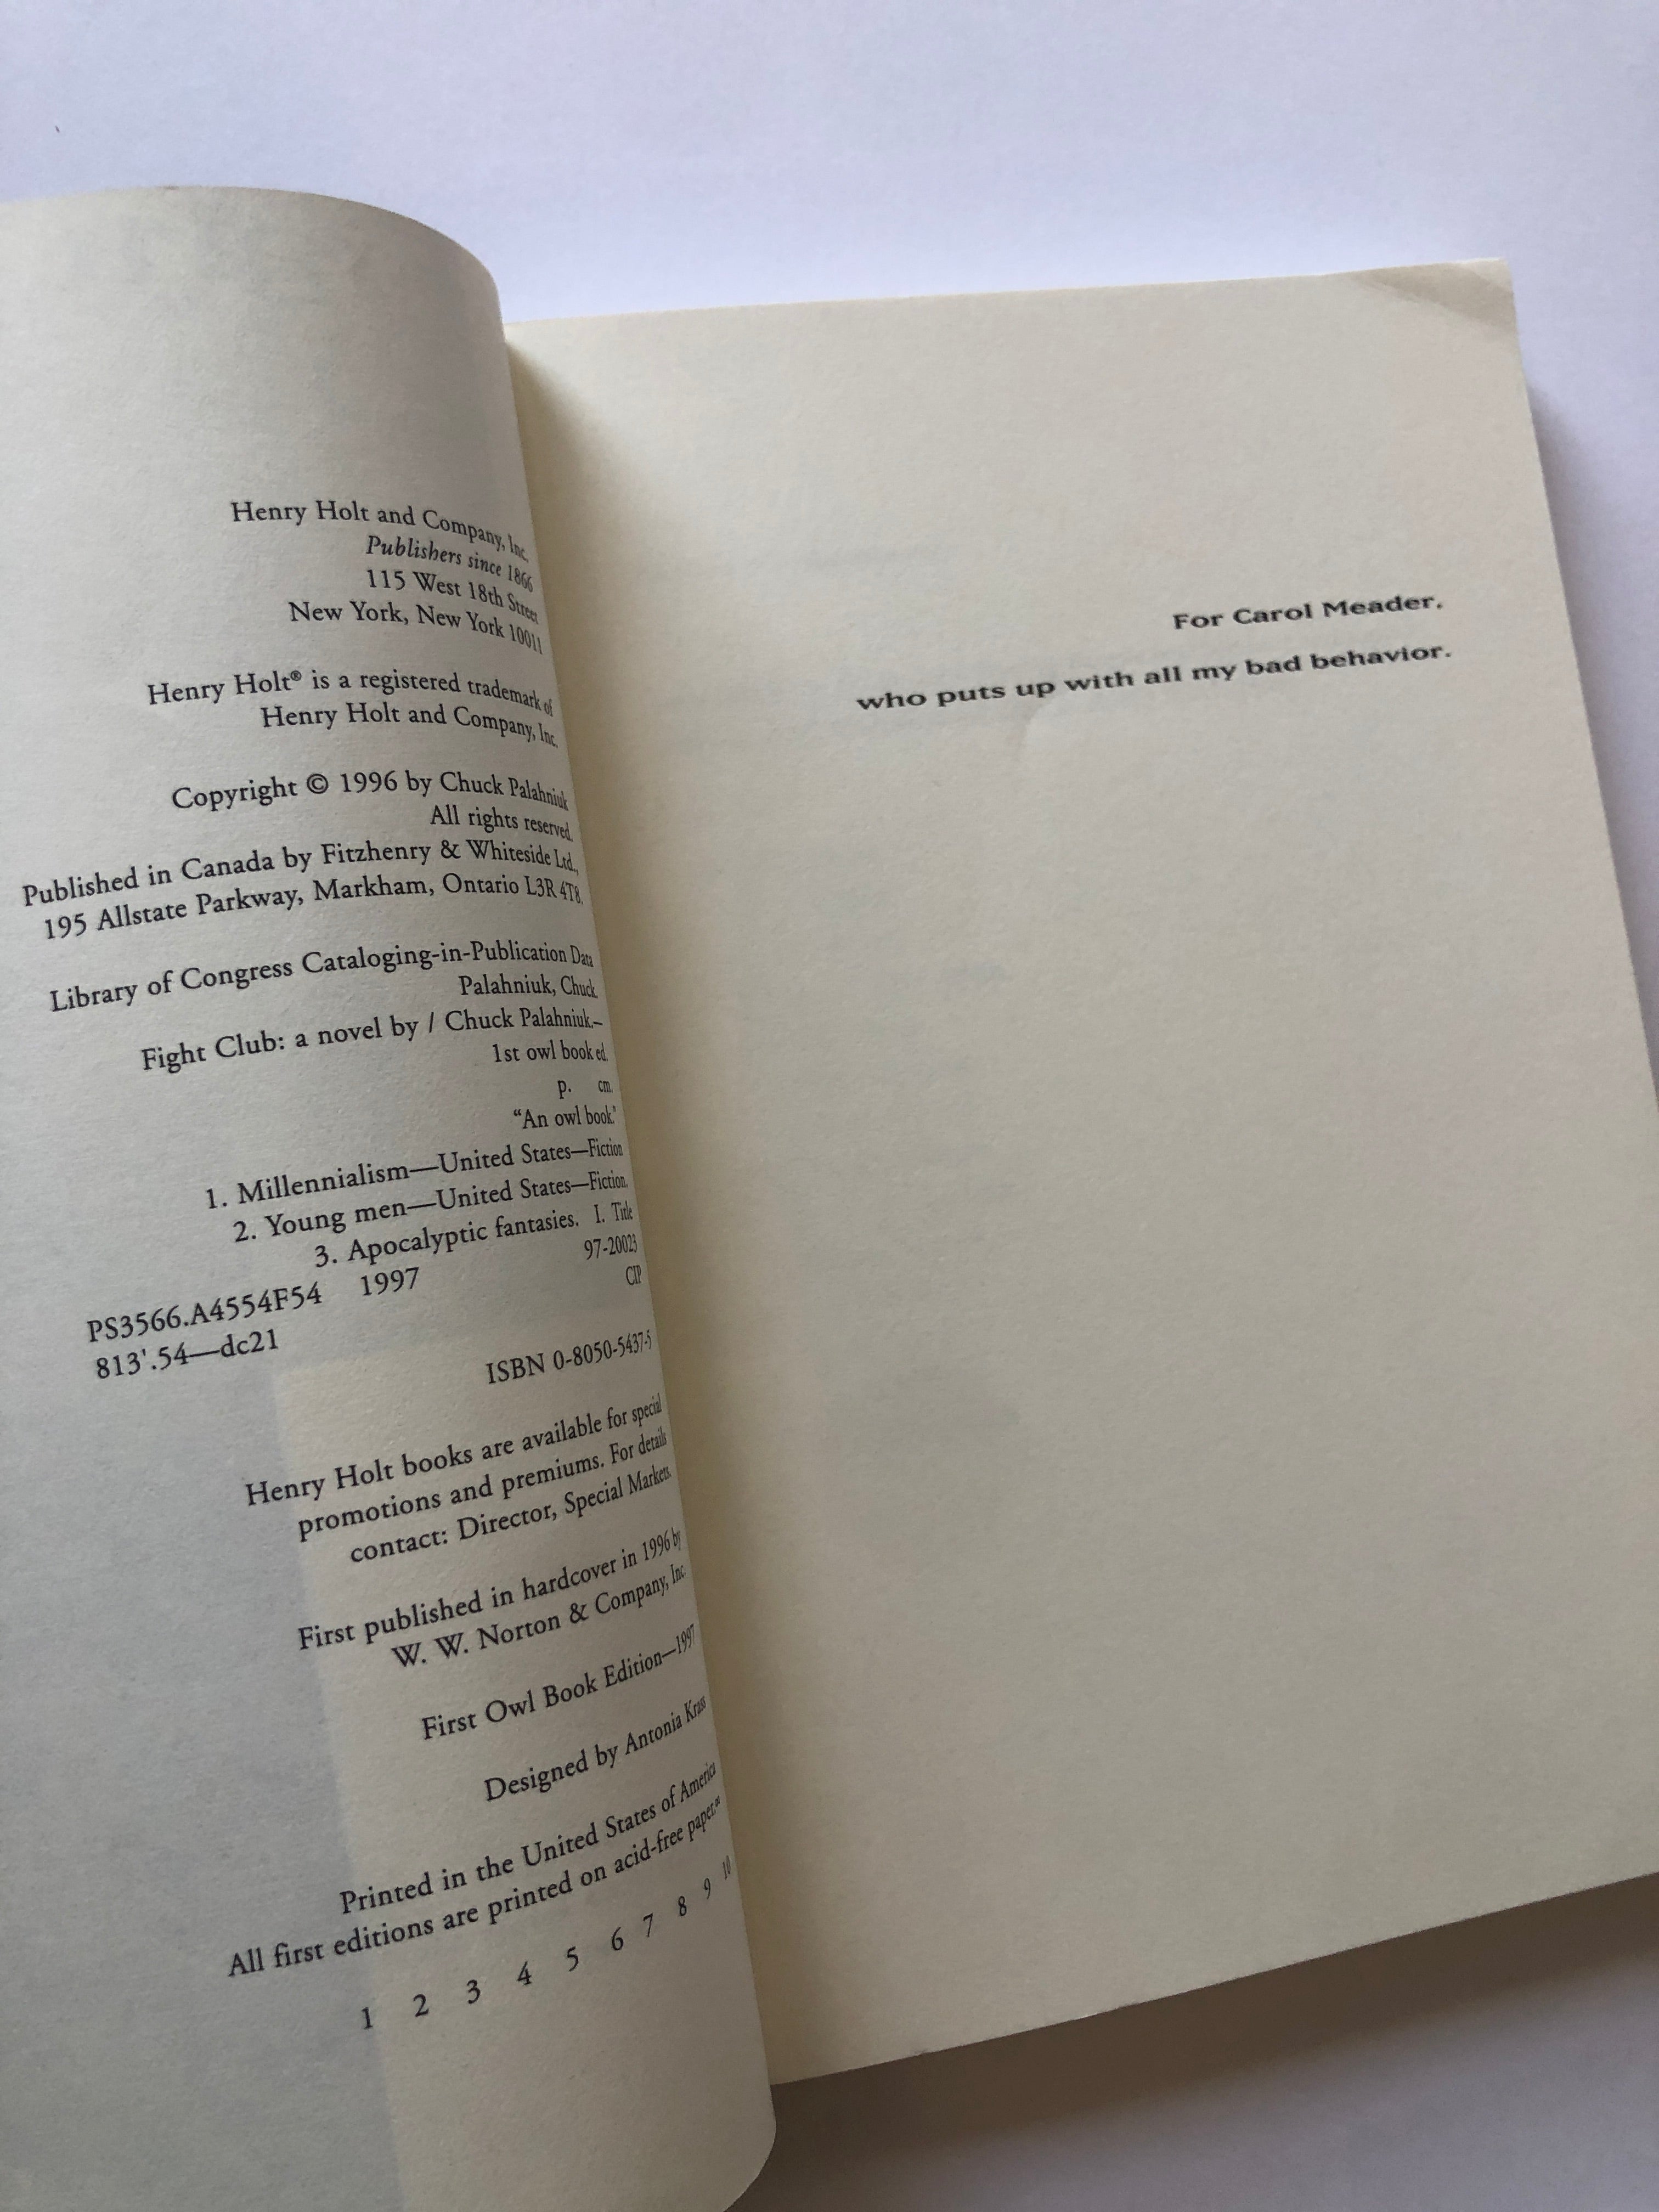 Henry Holt and Company, Inc.
Publishers since 1866
115 West 18th Street
New York, New York 10011
Henry Holt® is a registered trademark of
Henry Holt and Company, Inc.
Copyright © 1996 by Chuck Palahniuk
All rights reserved.
Published in Canada by Fitzhenry & Whiteside Ltd.,
195 Allstate Parkway, Markham, Ontario L3R 4T8.
Library of Congress Cataloging-in-Publication Data
Palahniuk, Chuck.
Fight Club: a novel by / Chuck Palahniuk.–
1st owl book ed.
p. cm.
“An owl book.”
1. Millennialism—United States—Fiction
2. Young men—United States—Fiction.
3. Apocalyptic fantasies. I. Title
PS3566.A4554F54 1997 97-20023
813'.54—dc21 CIP
ISBN 0-8050-5437-5
Henry Holt books are available for special
promotions and premiums. For details
contact: Director, Special Markets.
First published in hardcover in 1996 by
W. W. Norton & Company, Inc.
First Owl Book Edition—1997
Designed by Antonia Krass
Printed in the United States of America
All first editions are printed on acid-free paper.∞
1 2 3 4 5 6 7 8 9 10
For Carol Meader,
who puts up with all my bad behavior.